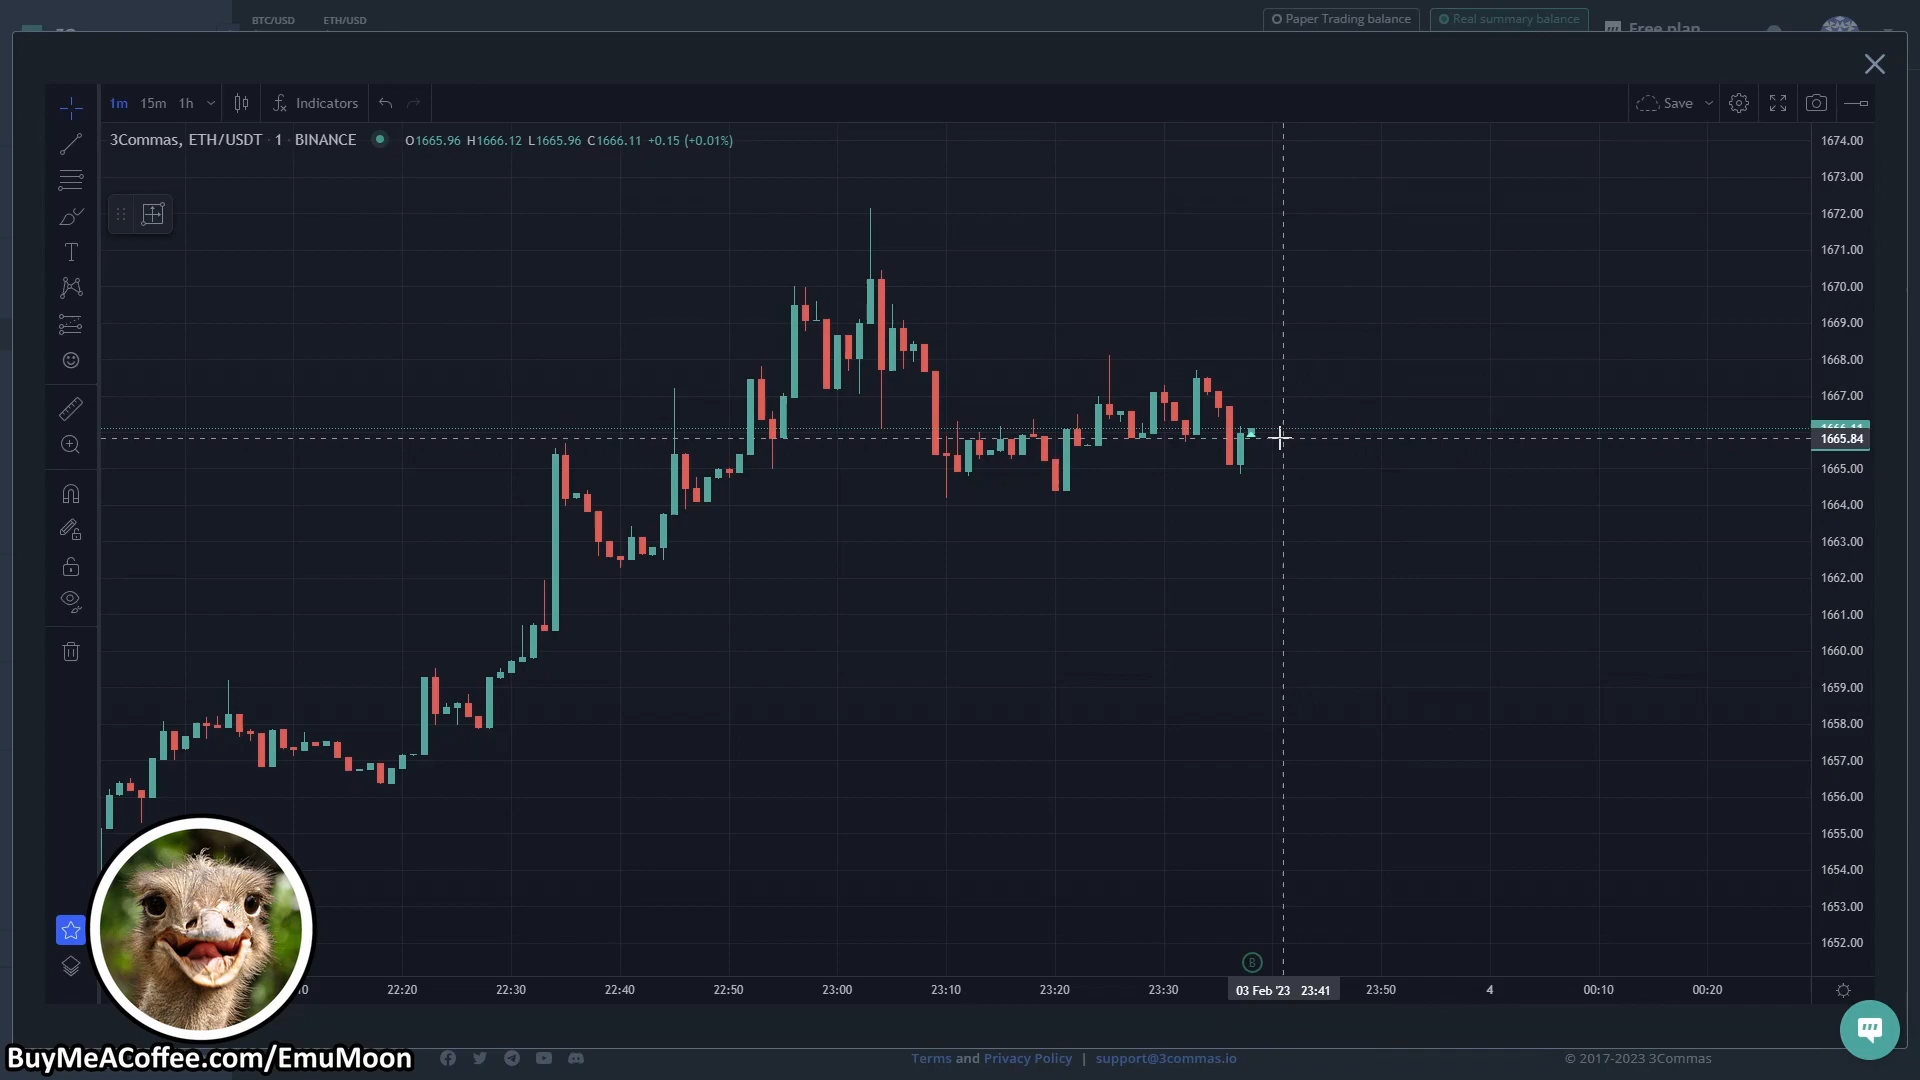 BTC/USD ETH/USD
Paper Trading balance Real summary balance Free plan
1m 15m 1h Indicators Save
3Commas, ETH/USDT · 1 · BINANCE O1665.96 H1666.12 L1665.96 C1666.11 +0.15 (+0.01%)
1674.00
1673.00
1672.00
1671.00
1670.00
1669.00
1668.00
1667.00
1665.84
1665.00
1664.00
1663.00
1662.00
1661.00
1660.00
1659.00
1658.00
1657.00
1656.00
1655.00
1654.00
1653.00
1652.00
B
22:20 22:30 22:40 22:50 23:00 23:10 23:20 23:30 03 Feb '23 23:41 23:50 4 00:10 00:20
BuyMeACoffee.com/EmuMoon
Terms and Privacy Policy | support@3commas.io © 2017-2023 3Commas